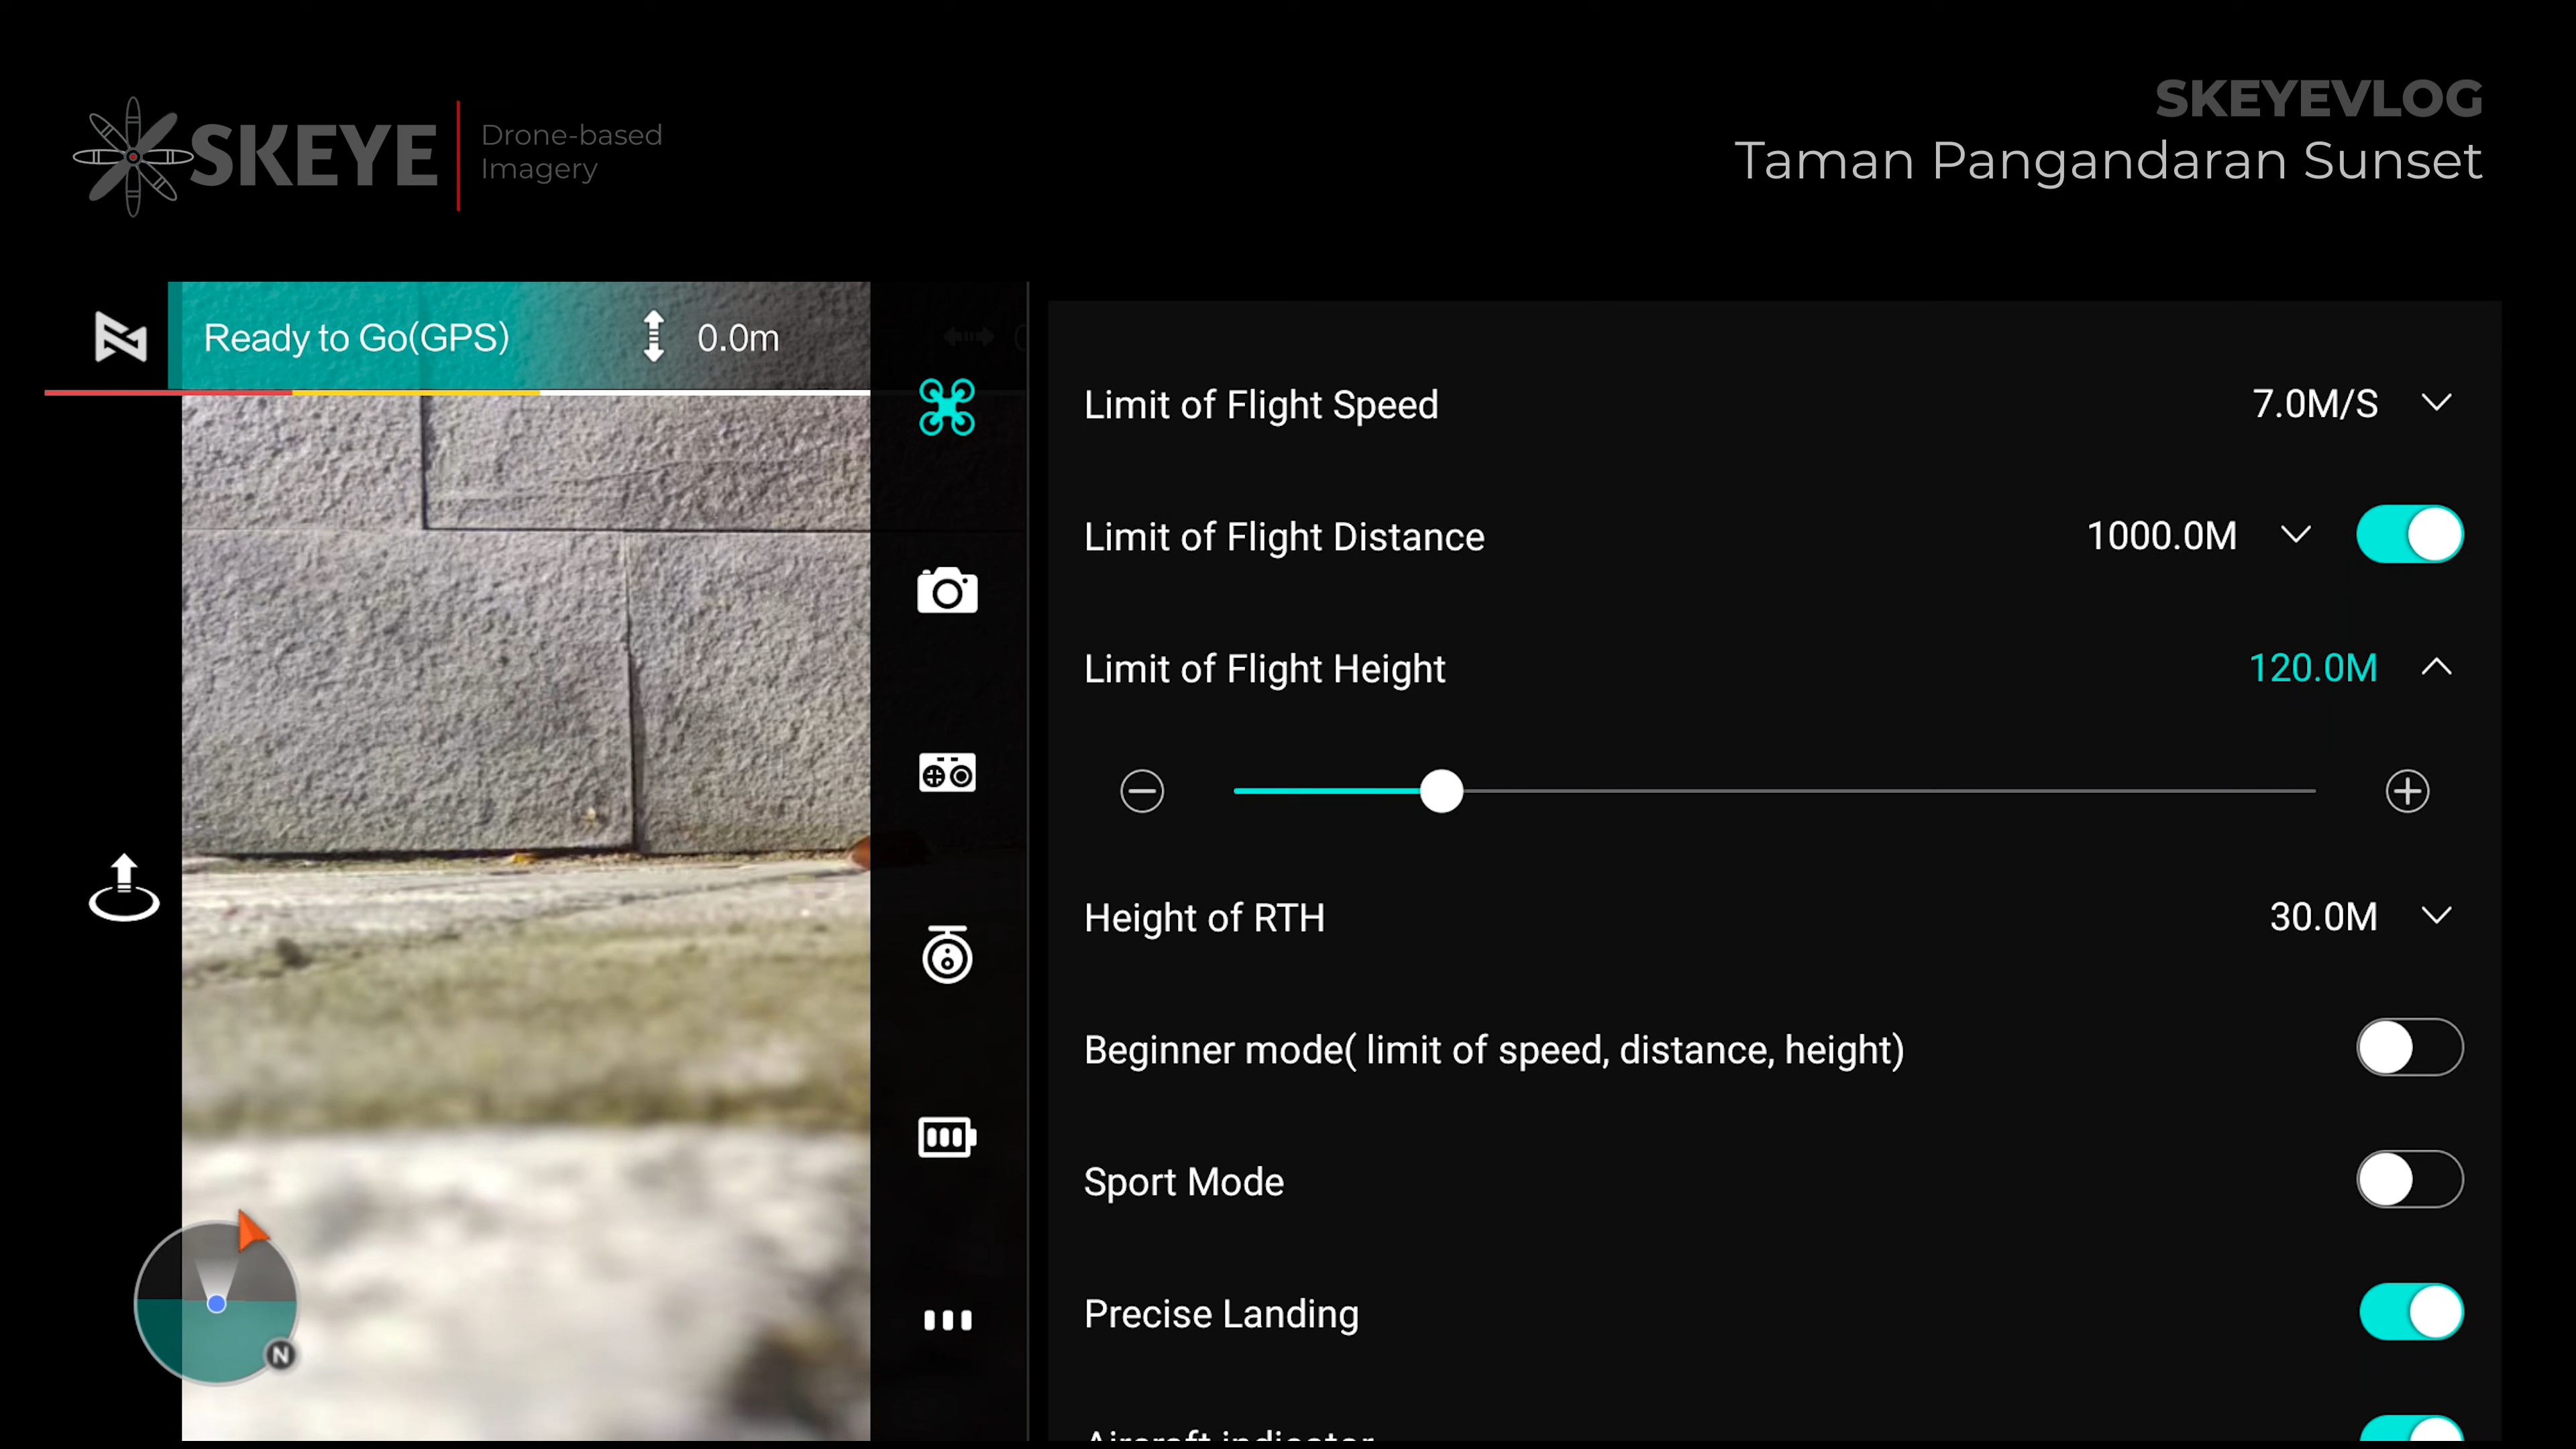 SKEYE
Drone-based
Imagery
SKEYEVLOG
Taman Pangandaran Sunset
Ready to Go(GPS)
0.0m
Limit of Flight Speed
7.0M/S
Limit of Flight Distance
1000.0M
Limit of Flight Height
120.0M
Height of RTH
30.0M
Beginner mode( limit of speed, distance, height)
Sport Mode
Precise Landing
Aircraft indicator
N